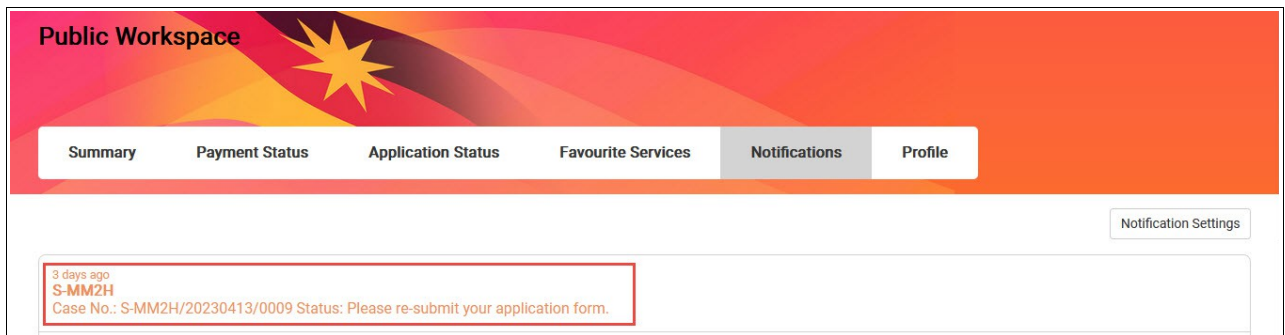 Public Workspace
Summary Payment Status Application Status Favourite Services Notifications Profile
Notification Settings
3 days ago
S-MM2H
Case No.: S-MM2H/20230413/0009 Status: Please re-submit your application form.